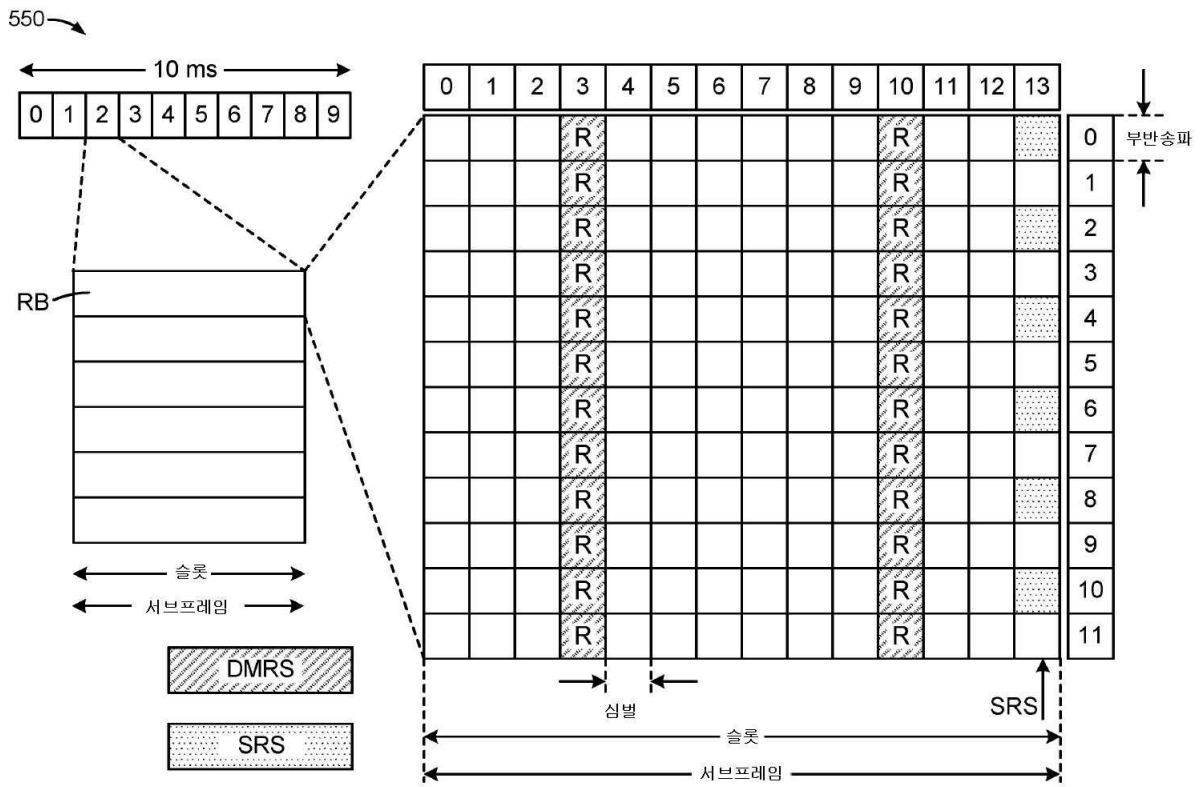 550
10 ms
0 1 2 3 4 5 6 7 8 9
RB
슬롯
서브프레임
DMRS
SRS
0 1 2 3 4 5 6 7 8 9 10 11 12 13
R R 0 부반송파
R R 1
R R 2
R R 3
R R 4
R R 5
R R 6
R R 7
R R 8
R R 9
R R 10
R R 11
심벌
SRS
슬롯
서브프레임